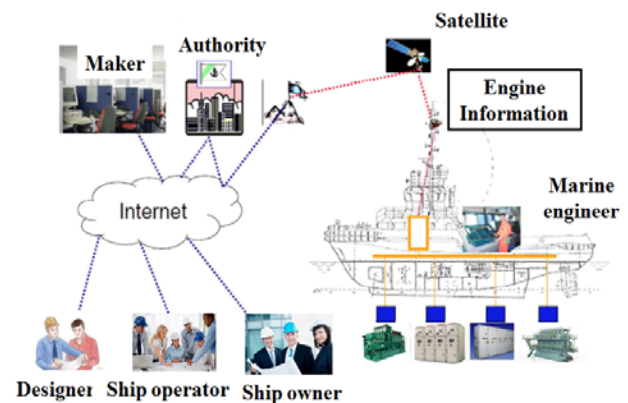 Satellite
Authority
Maker
Engine
Information
Internet
Marine
engineer
Designer
Ship operator
Ship owner